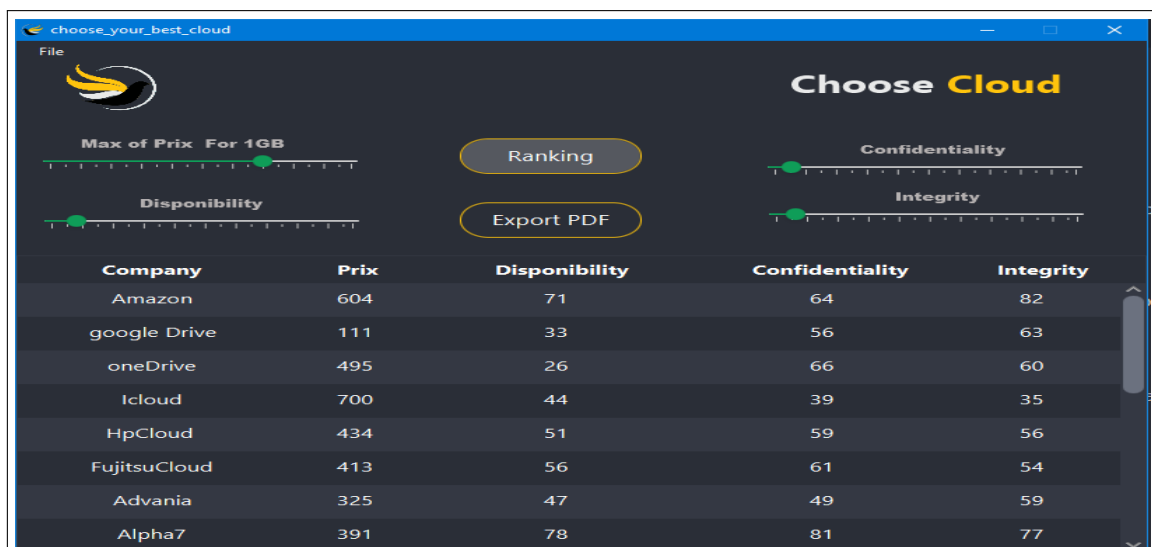 choose_your_best_cloud
File
Choose Cloud
Max of Prix For 1GB
Ranking
Confidentiality
Disponibility
Export PDF
Integrity
Company Prix Disponibility Confidentiality Integrity
Amazon 604 71 64 82
google Drive 111 33 56 63
oneDrive 495 26 66 60
Icloud 700 44 39 35
HpCloud 434 51 59 56
FujitsuCloud 413 56 61 54
Advania 325 47 49 59
Alpha7 391 78 81 77